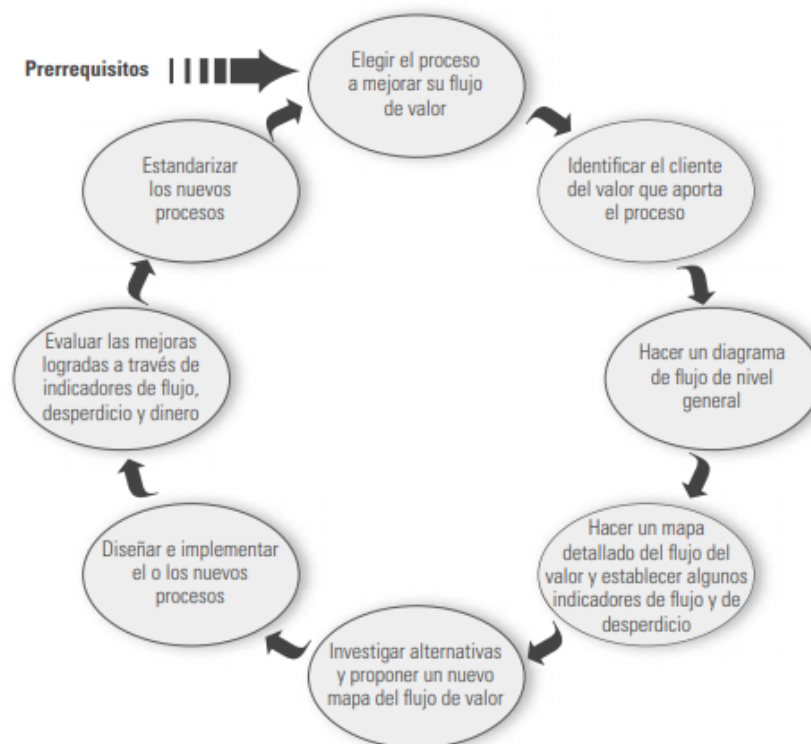 Prerrequisitos
Elegir el proceso
a mejorar su flujo
de valor
Identificar el cliente
del valor que aporta
el proceso
Hacer un diagrama
de flujo de nivel
general
Hacer un mapa
detallado del flujo del
valor y establecer algunos
indicadores de flujo y de
desperdicio
Investigar alternativas
y proponer un nuevo
mapa del flujo de valor
Diseñar e implementar
el o los nuevos
procesos
Evaluar las mejoras
logradas a través de
indicadores de flujo,
desperdicio y dinero
Estandarizar
los nuevos
procesos